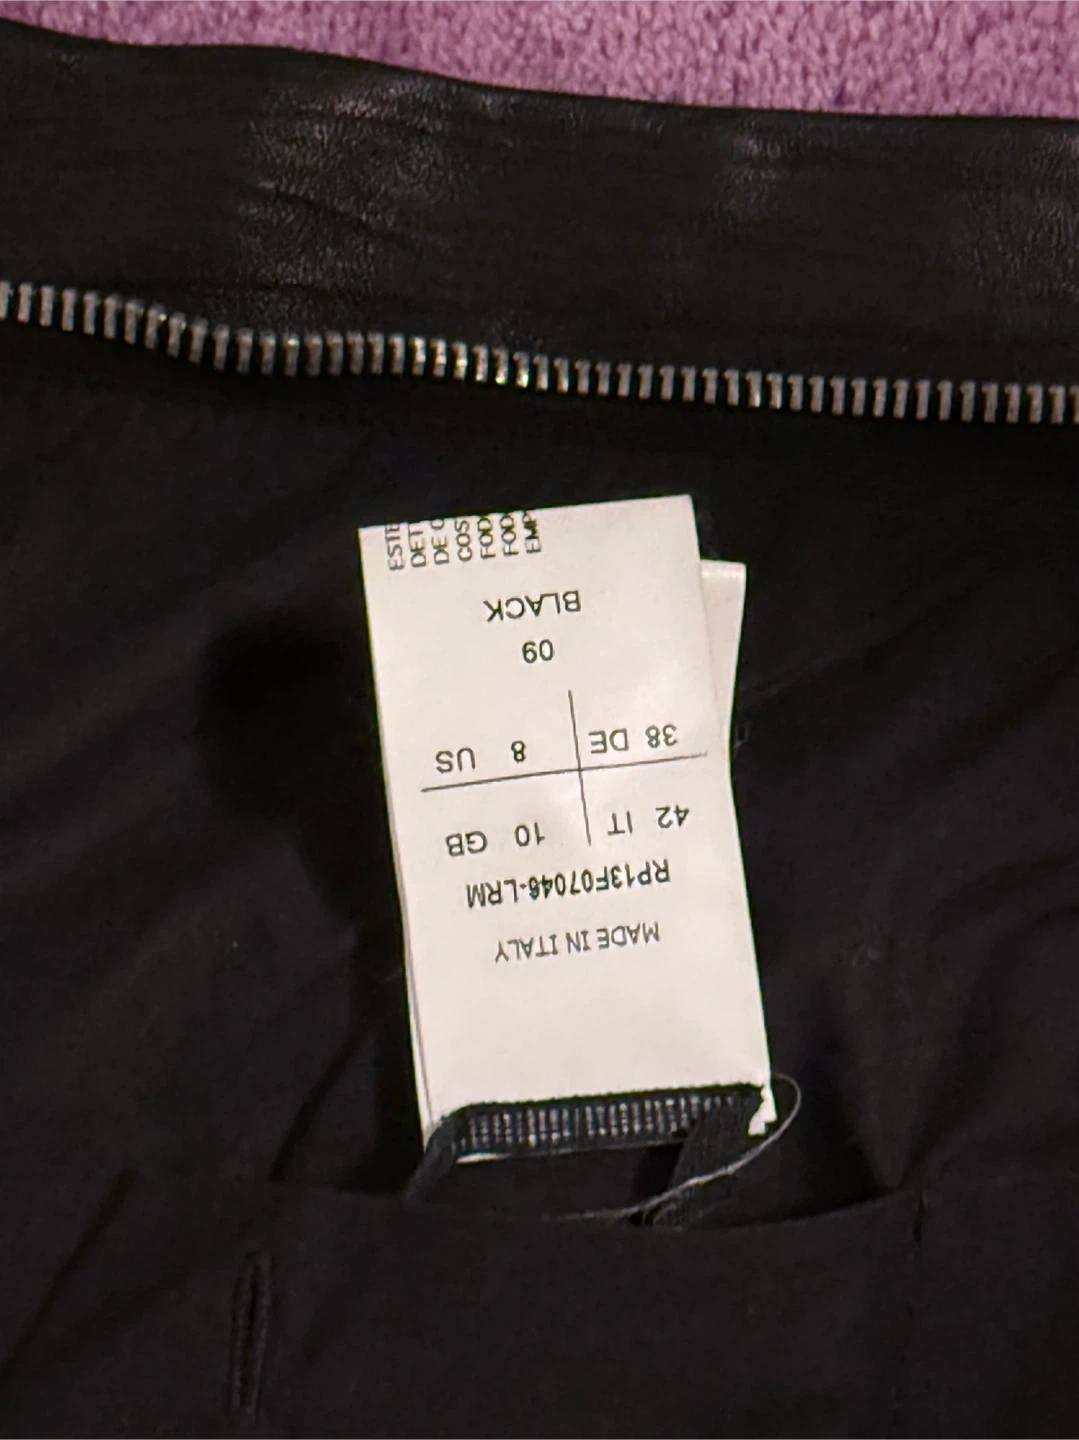 MADE IN ITALY
RP13F07046-LRM
42 IT 10 GB
38 DE 8 US
09
BLACK